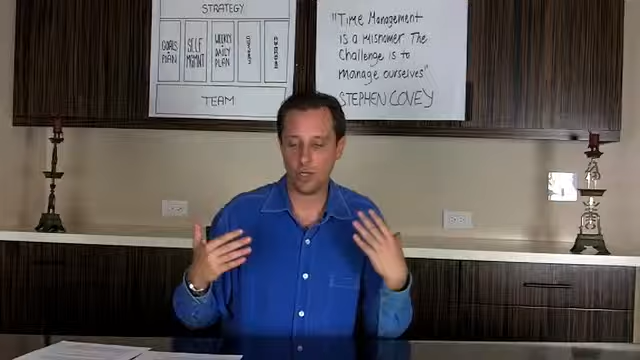 STRATEGY
GOALS + PLAN
SELF MGMNT
WEEKLY DAILY PLAN
TEAM
"Time Management
is a misnomer The
Challenge is to
manage ourselves"
STEPHEN COVEY